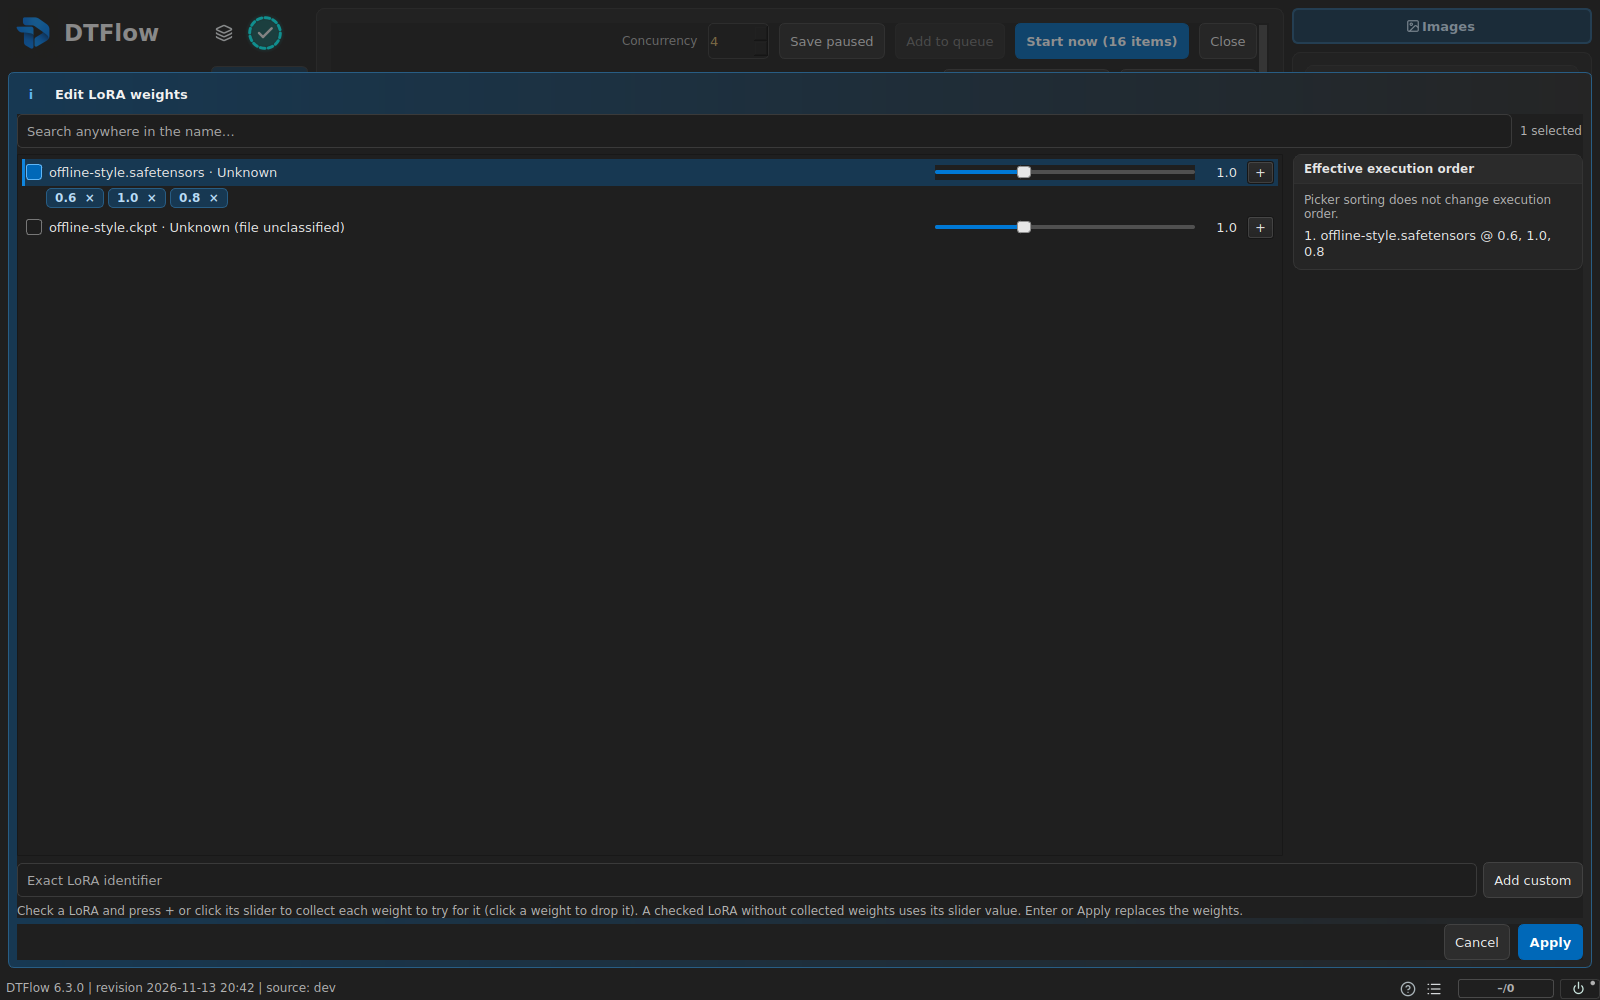 DTFlow
Concurrency 4 Save paused Add to queue Start now (16 items) Close
Images
i Edit LoRA weights
Search anywhere in the name...
1 selected
offline-style.safetensors · Unknown 1.0 +
0.6 × 1.0 × 0.8 ×
offline-style.ckpt · Unknown (file unclassified) 1.0 +
Effective execution order
Picker sorting does not change execution
order.
1. offline-style.safetensors @ 0.6, 1.0,
0.8
Exact LoRA identifier Add custom
Check a LoRA and press + or click its slider to collect each weight to try for it (click a weight to drop it). A checked LoRA without collected weights uses its slider value. Enter or Apply replaces the weights.
Cancel Apply
DTFlow 6.3.0 | revision 2026-11-13 20:42 | source: dev
-/0